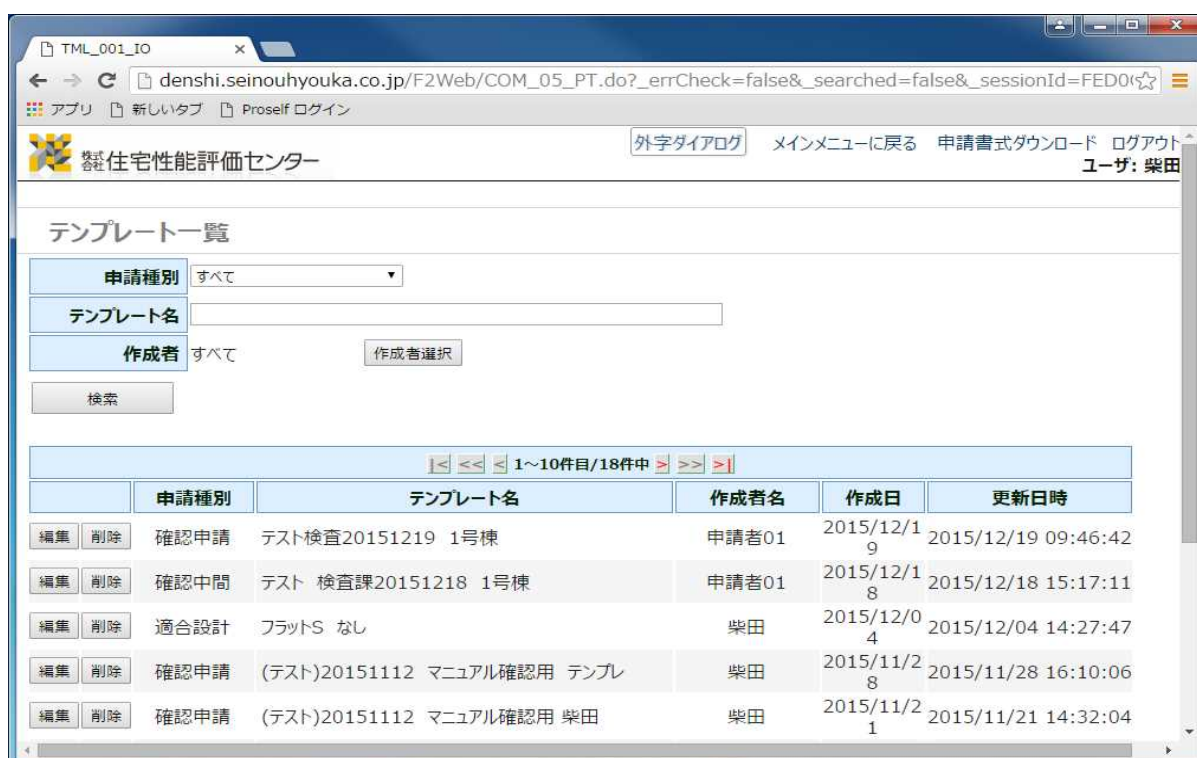 TML_001_IO
denshi.seinouhyouka.co.jp/F2Web/COM_05_PT.do?_errCheck=false&_searched=false&_sessionId=FED0
アプリ 新しいタブ Proself ログイン
外字ダイアログ メインメニューに戻る 申請書式ダウンロード ログアウト
株式会社住宅性能評価センター
ユーザ: 柴田
テンプレート一覧
申請種別 すべて
テンプレート名
作成者 すべて 作成者選択
検索
|< << < 1～10件目/18件中 > >> >|
申請種別 テンプレート名 作成者名 作成日 更新日時
編集 削除 確認申請 テスト検査20151219 1号棟 申請者01 2015/12/19 2015/12/19 09:46:42
編集 削除 確認中間 テスト 検査課20151218 1号棟 申請者01 2015/12/18 2015/12/18 15:17:11
編集 削除 適合設計 フラットS なし 柴田 2015/12/04 2015/12/04 14:27:47
編集 削除 確認申請 (テスト)20151112 マニュアル確認用 テンプレ 柴田 2015/11/28 2015/11/28 16:10:06
編集 削除 確認申請 (テスト)20151112 マニュアル確認用 柴田 柴田 2015/11/21 2015/11/21 14:32:04